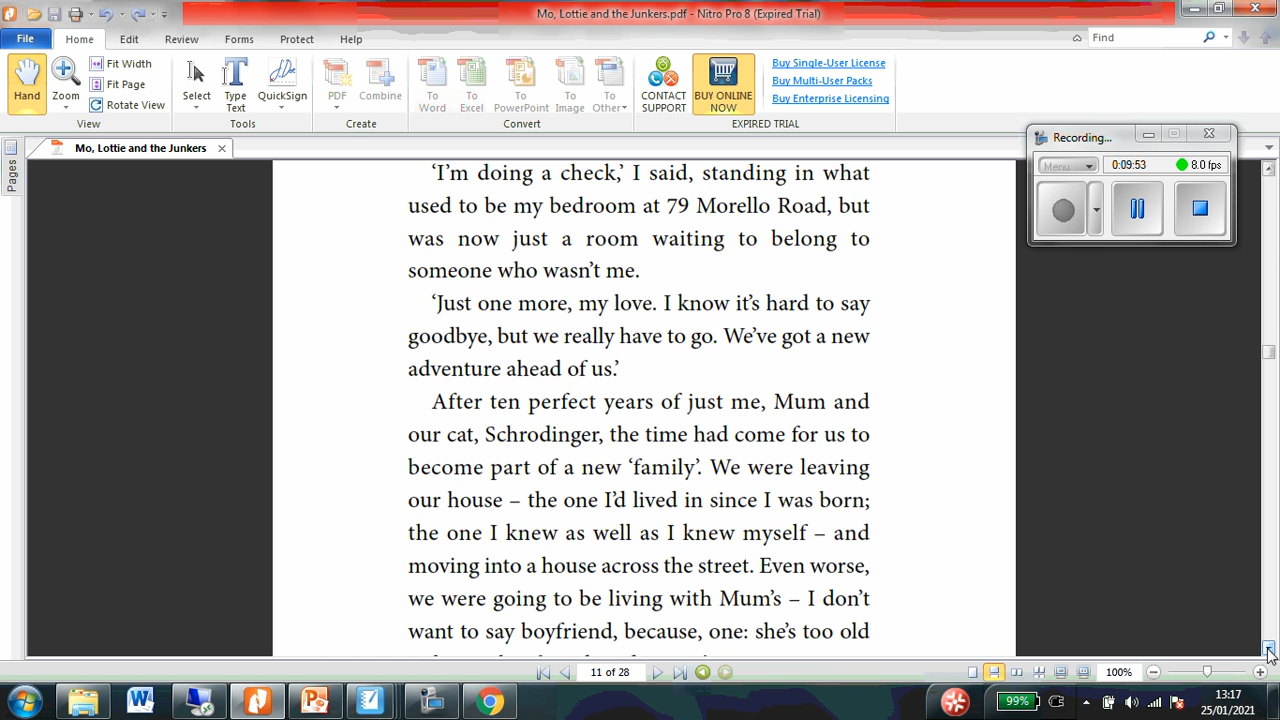 Mo, Lottie and the Junkers.pdf - Nitro Pro 8 (Expired Trial)
File Home Edit Review Forms Protect Help Find
Hand Zoom Fit Width Fit Page Rotate View
View
Select Type Text QuickSign
Tools
PDF Combine
Create
To Word To Excel To PowerPoint To Image To Other
Convert
CONTACT SUPPORT BUY ONLINE NOW
Buy Single-User License
Buy Multi-User Packs
Buy Enterprise Licensing
EXPIRED TRIAL
Mo, Lottie and the Junkers
Pages
Recording...
Menu 0:09:53 8.0 fps
‘I’m doing a check,’ I said, standing in what
used to be my bedroom at 79 Morello Road, but
was now just a room waiting to belong to
someone who wasn’t me.
‘Just one more, my love. I know it’s hard to say
goodbye, but we really have to go. We’ve got a new
adventure ahead of us.’
After ten perfect years of just me, Mum and
our cat, Schrodinger, the time had come for us to
become part of a new ‘family’. We were leaving
our house – the one I’d lived in since I was born;
the one I knew as well as I knew myself – and
moving into a house across the street. Even worse,
we were going to be living with Mum’s – I don’t
want to say boyfriend, because, one: she’s too old
11 of 28
100%
99%
13:17
25/01/2021